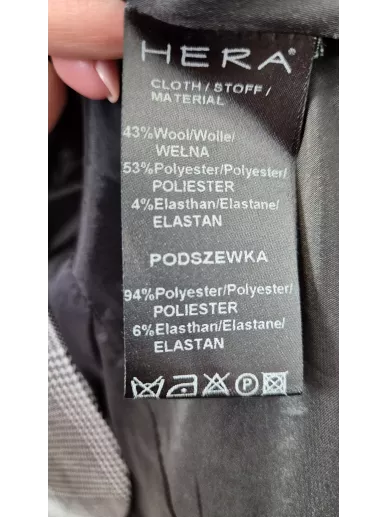 HERA®
CLOTH/STOFF/
MATERIAŁ
43%Wool/Wolle/
WEŁNA
53%Polyester/Polyester/
POLIESTER
4%Elasthan/Elastane/
ELASTAN
PODSZEWKA
94%Polyester/Polyester/
POLIESTER
6%Elasthan/Elastane/
ELASTAN
P